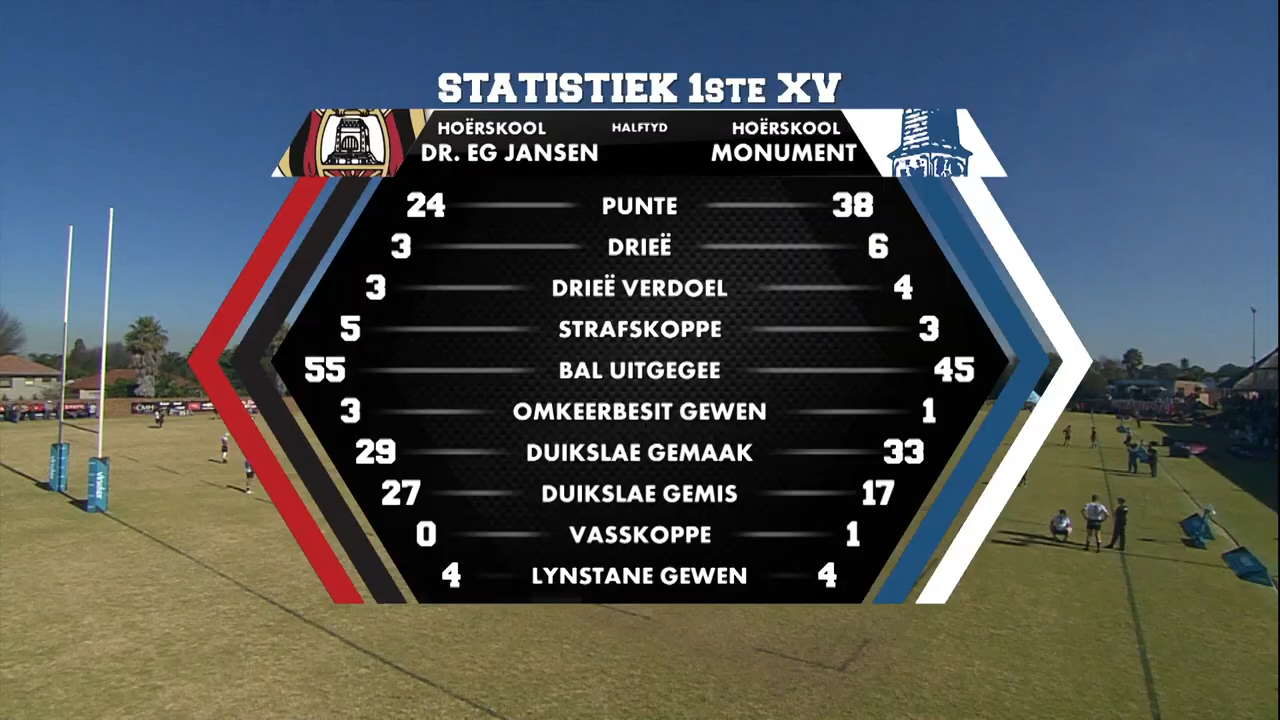 STATISTIEK 1STE XV
HOËRSKOOL DR. EG JANSEN
HALFTYD
HOËRSKOOL MONUMENT
24 PUNTE 38
3 DRIEË 6
3 DRIEË VERDOEL 4
5 STRAFSKOPPE 3
55 BAL UITGEGEE 45
3 OMKEERBESIT GEWEN 1
29 DUIKSLAE GEMAAK 33
27 DUIKSLAE GEMIS 17
0 VASSKOPPE 1
4 LYNSTANE GEWEN 4